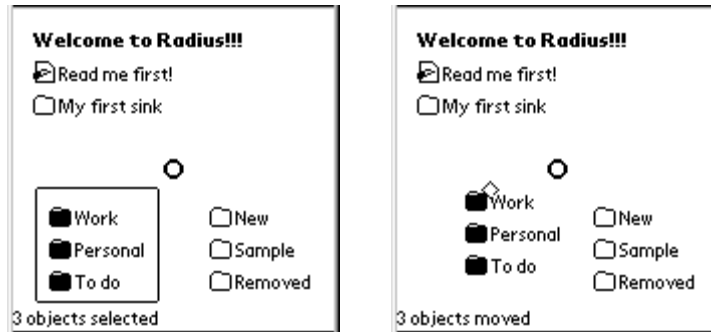 Welcome to Radius!!!
Read me first!
My first sink
Work
New
Personal
Sample
To do
Removed
3 objects selected
Welcome to Radius!!!
Read me first!
My first sink
Work
New
Personal
Sample
To do
Removed
3 objects moved